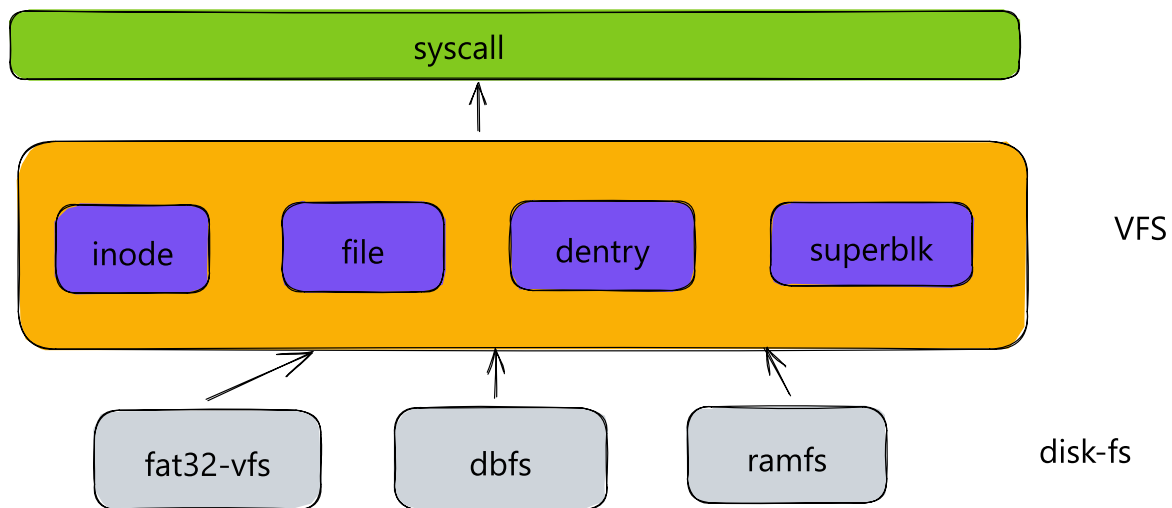 syscall
inode
file
dentry
superblk
VFS
fat32-vfs
dbfs
ramfs
disk-fs